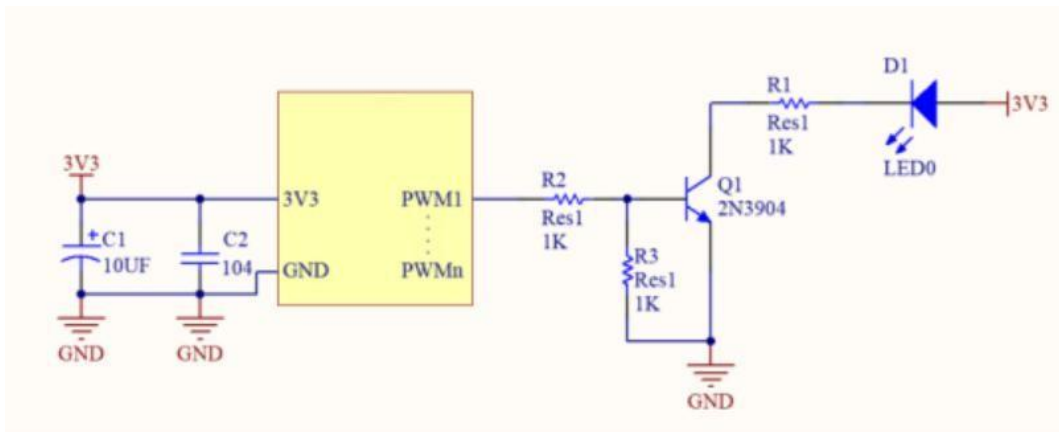 3V3
C1
10UF
C2
104
GND
GND
3V3
GND
PWM1
PWMn
R2
Res1
1K
R3
Res1
1K
Q1
2N3904
GND
R1
Res1
1K
D1
LED0
3V3